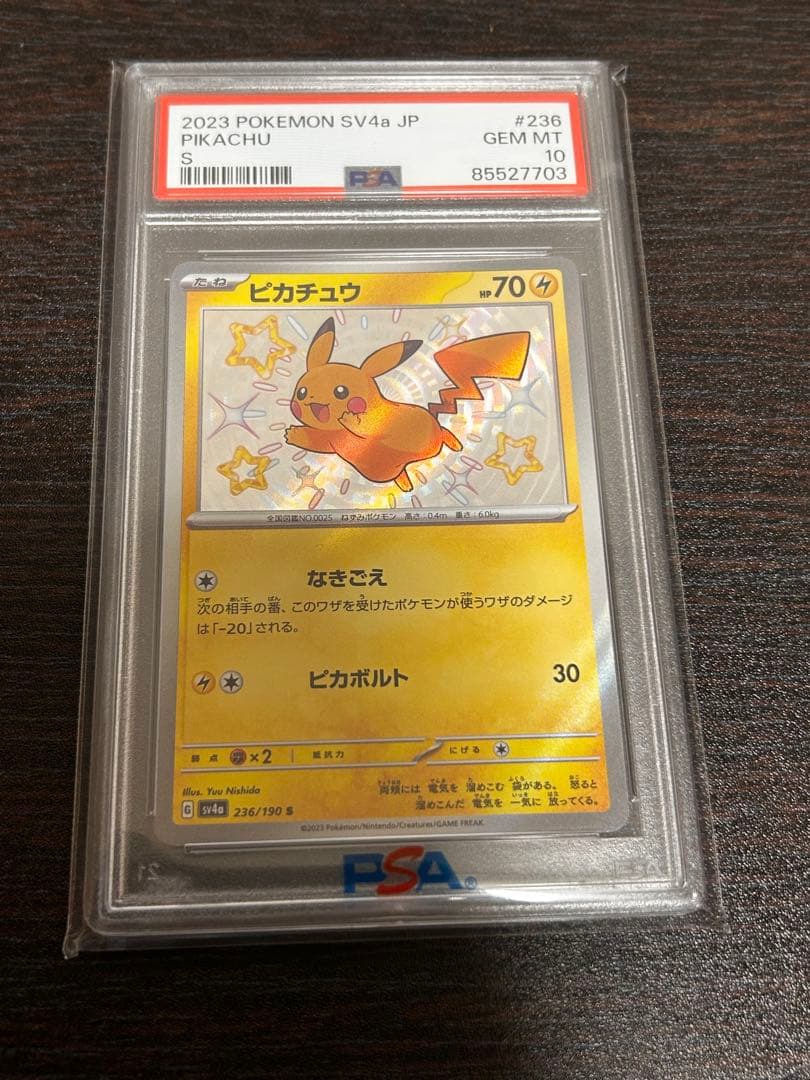 2023 POKEMON SV4a JP #236
PIKACHU GEM MT
S 10
PSA 85527703
たね ピカチュウ HP70
全国図鑑NO.0025 ねずみポケモン 高さ:0.4m 重さ:6.0kg
なきごえ
次の相手の番、このワザを受けたポケモンが使うワザのダメージ
は「-20」される。
ピカボルト 30
弱点 ×2 抵抗力 にげる
Illus. Yuu Nishida
両頬には 電気を 溜めこむ 袋がある。 怒ると
溜めこんだ 電気を 一気に 放ってくる。
G SV4a 236/190 S
©2023 Pokémon/Nintendo/Creatures/GAME FREAK.
PSA